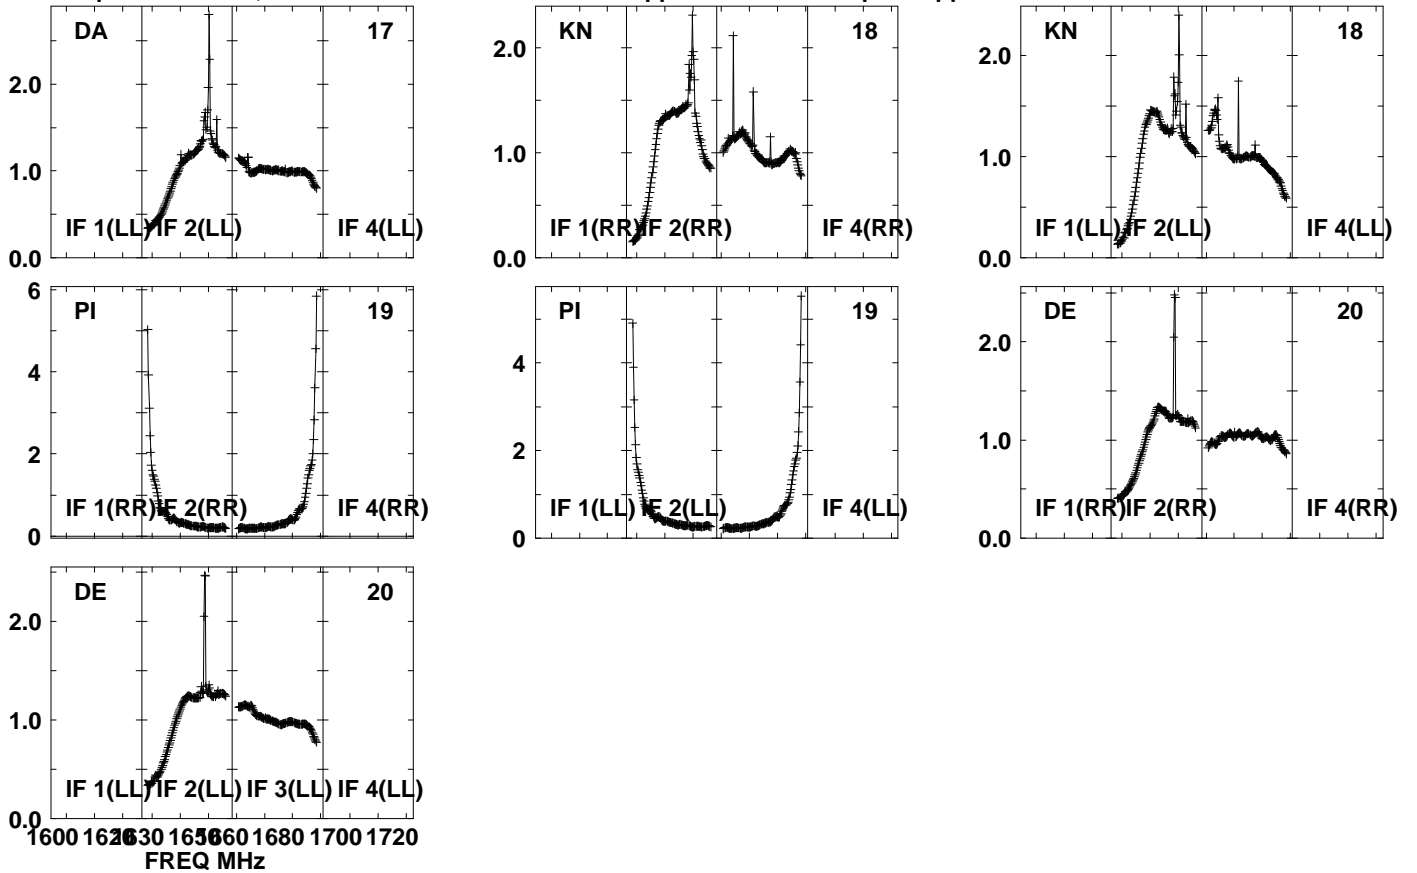 DA 17 KN 18 KN 18
2.0 2.0 2.0
1.0 1.0 1.0
IF 1(LL) IF 2(LL) IF 4(LL) IF 1(RR) IF 2(RR) IF 4(RR) IF 1(LL) IF 2(LL) IF 4(LL)
0.0 0.0 0.0
6 PI 19 PI 19 DE 20
4 4 2.0
2 2 1.0
IF 1(RR) IF 2(RR) IF 4(RR) IF 1(LL) IF 2(LL) IF 4(LL) IF 1(RR) IF 2(RR) IF 4(RR)
0 0 0.0
DE 20
2.0
1.0
IF 1(LL) IF 2(LL) IF 3(LL) IF 4(LL)
0.0
1600 1630 1660 1680 1700 1720
FREQ MHz